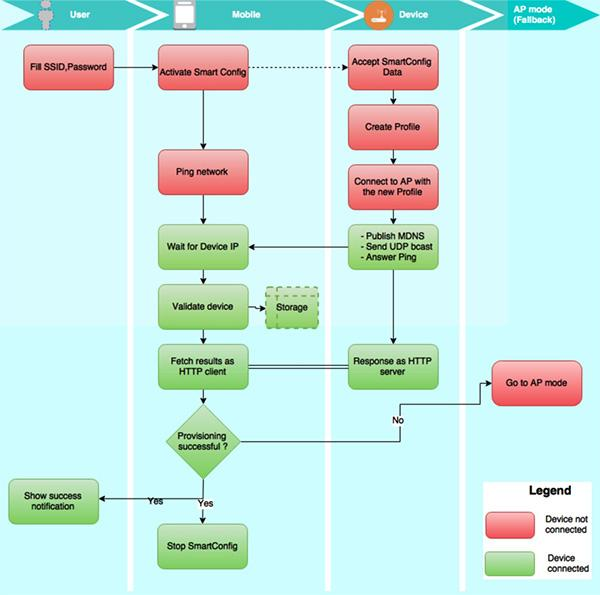 User
Mobile
Device
AP mode
(Fallback)
Fill SSID,Password
Activate Smart Config
Accept SmartConfig
Data
Create Profile
Ping network
Connect to AP with
the new Profile
Wait for Device IP
- Publish MDNS
- Send UDP bcast
- Answer Ping
Validate device
Storage
Fetch results as
HTTP client
Response as HTTP
server
Go to AP mode
No
Provisioning
successful ?
Show success
notification
Yes
Yes
Stop SmartConfig
Legend
Device not
connected
Device
connected